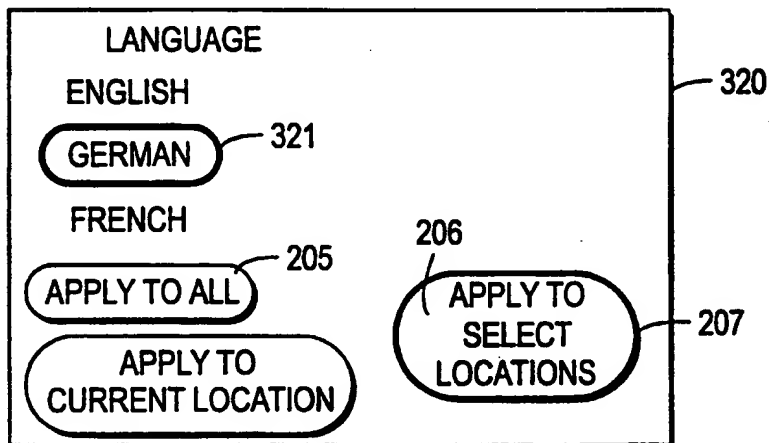 LANGUAGE
ENGLISH
320
GERMAN
321
FRENCH
206
205
APPLY TO ALL
APPLY TO
SELECT
LOCATIONS
207
APPLY TO
CURRENT LOCATION